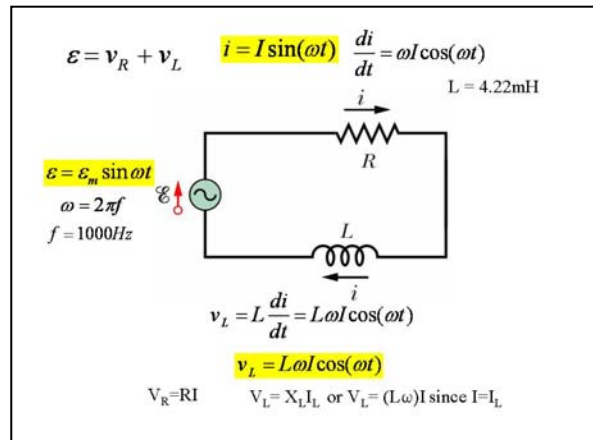 ε = v_R + v_L   i = I sin(ωt)   di/dt = ωI cos(ωt)
L = 4.22mH
i
R
ε = ε_m sin ωt
ℰ
ω = 2πf
f = 1000Hz
L
i
v_L = L di/dt = LωI cos(ωt)
v_L = LωI cos(ωt)
V_R=RI   V_L= X_LI_L or V_L= (Lω)I since I=I_L